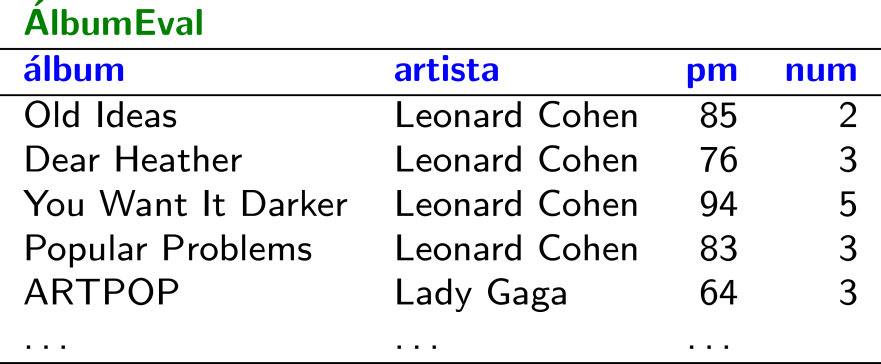 ÁlbumEval
álbum artista pm num
Old Ideas Leonard Cohen 85 2
Dear Heather Leonard Cohen 76 3
You Want It Darker Leonard Cohen 94 5
Popular Problems Leonard Cohen 83 3
ARTPOP Lady Gaga 64 3
... ... ...